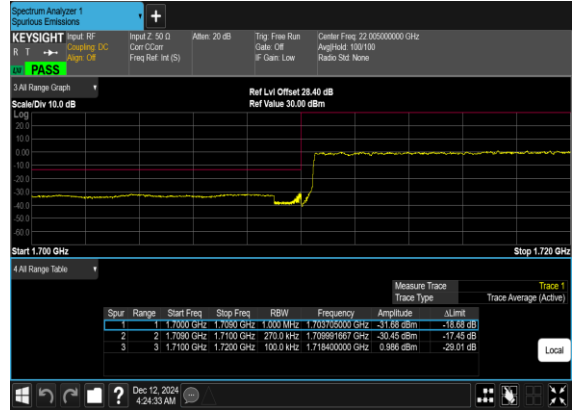 Spectrum Analyzer 1
Spurious Emissions
+
KEYSIGHT Input: RF Input Z: 50 Ω Atten: 20 dB Trig: Free Run Center Freq: 22.005000000 GHz
R T Coupling: DC Corr CCorr Gate: Off Avg|Hold: 100/100
Align: Off Freq Ref: Int (S) IF Gain: Low Radio Std: None
PASS
3 All Range Graph
Ref Lvl Offset 28.40 dB
Scale/Div 10.0 dB Ref Value 30.00 dBm
Log
20.0
10.0
0.00
-10.0
-20.0
-30.0
-40.0
-50.0
-60.0
Start 1.700 GHz Stop 1.720 GHz
4 All Range Table
Measure Trace Trace 1
Trace Type Trace Average (Active)
Spur Range Start Freq Stop Freq RBW Frequency Amplitude ΔLimit
1 1 1.7000 GHz 1.7090 GHz 1.000 MHz 1.703705000 GHz -31.68 dBm -18.68 dB
2 2 1.7090 GHz 1.7100 GHz 270.0 kHz 1.709991667 GHz -30.45 dBm -17.45 dB
3 3 1.7100 GHz 1.7200 GHz 100.0 kHz 1.718400000 GHz 0.986 dBm -29.01 dB
Local
? Dec 12, 2024
4:24:33 AM